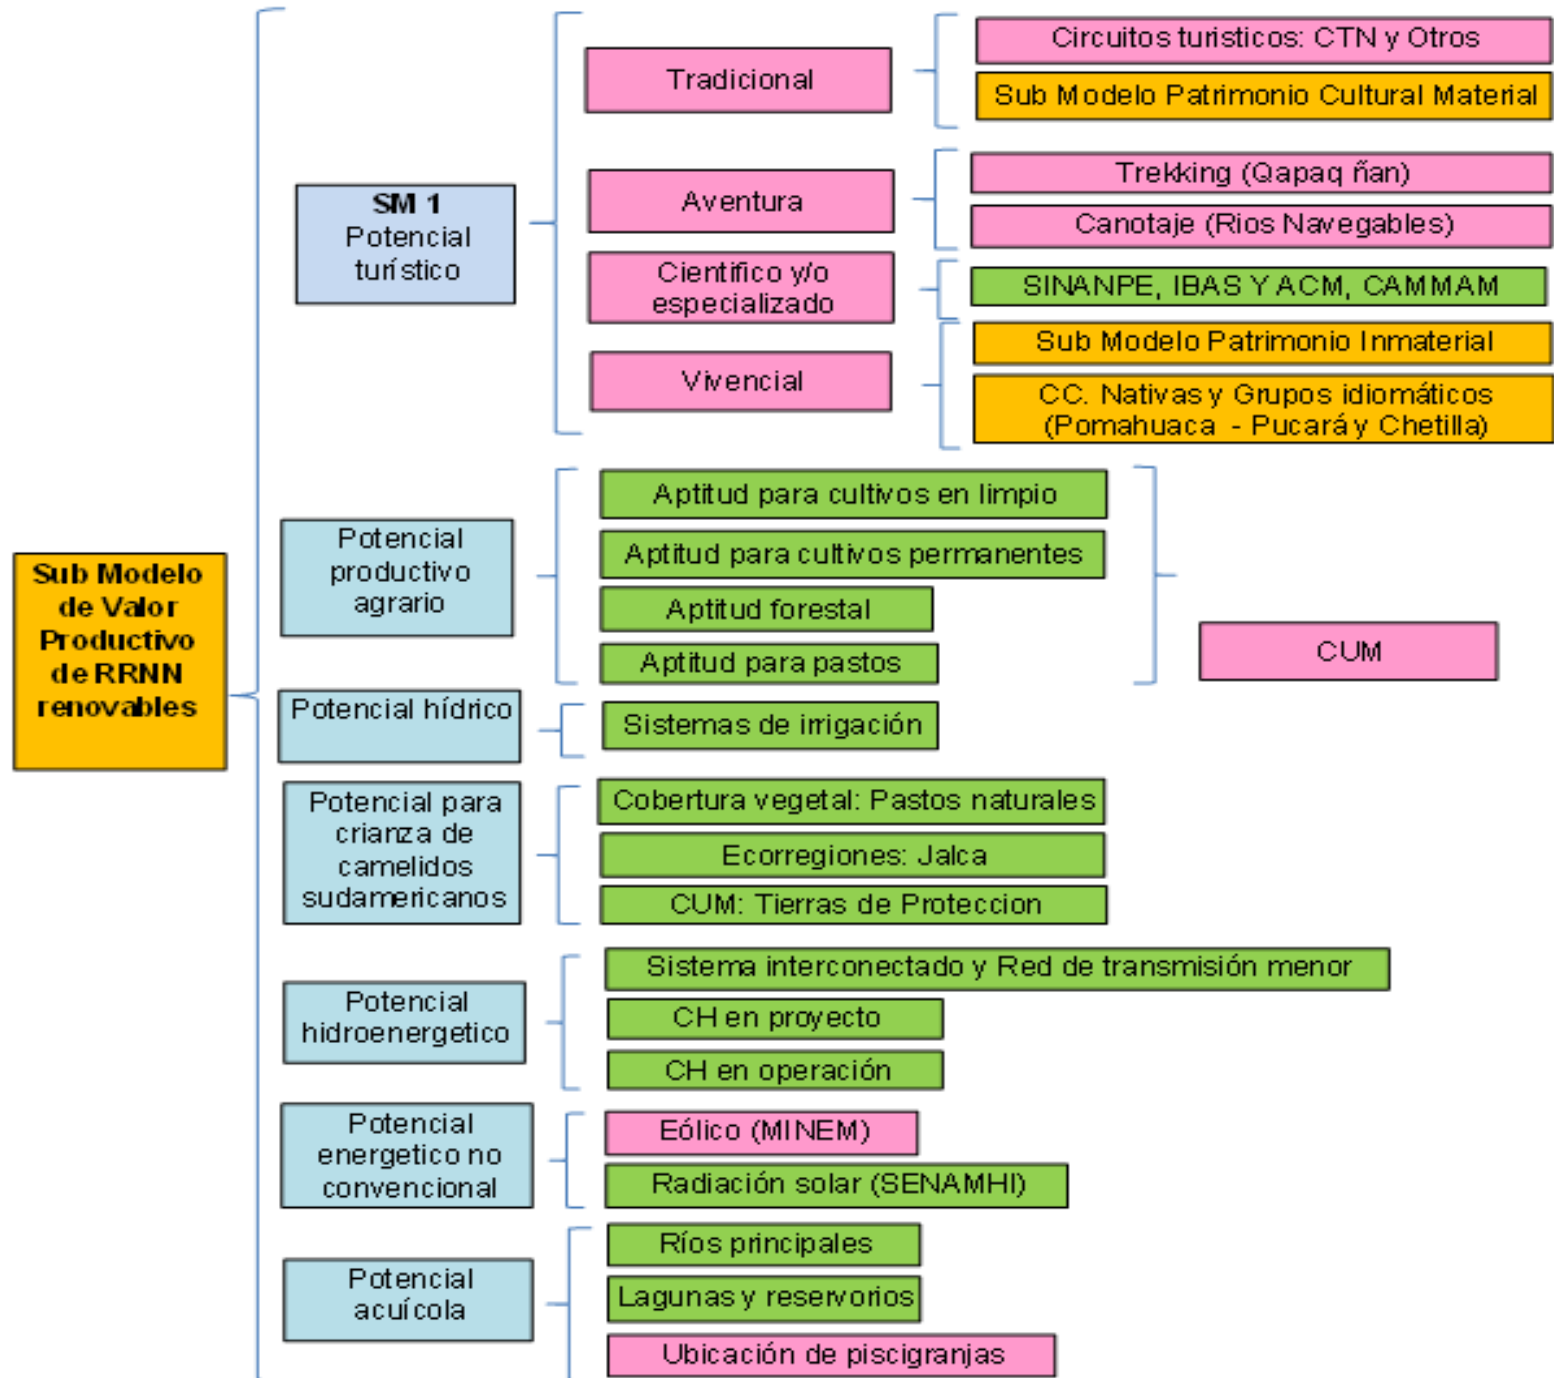 Sub Modelo
de Valor
Productivo
de RRNN
renovables
SM 1
Potencial
turístico
Tradicional
Circuitos turisticos: CTN y Otros
Sub Modelo Patrimonio Cultural Material
Aventura
Trekking (Qapaq ñan)
Canotaje (Rios Navegables)
Cientifico y/o
especializado
SINANPE, IBAS Y ACM, CAMMAM
Vivencial
Sub Modelo Patrimonio Inmaterial
CC. Nativas y Grupos idiomáticos
(Pomahuaca - Pucará y Chetilla)
Potencial
productivo
agrario
Aptitud para cultivos en limpio
Aptitud para cultivos permanentes
Aptitud forestal
Aptitud para pastos
CUM
Potencial hídrico
Sistemas de irrigación
Potencial para
crianza de
camelidos
sudamericanos
Cobertura vegetal: Pastos naturales
Ecorregiones: Jalca
CUM: Tierras de Proteccion
Potencial
hidroenergetico
Sistema interconectado y Red de transmisión menor
CH en proyecto
CH en operación
Potencial
energetico no
convencional
Eólico (MINEM)
Radiación solar (SENAMHI)
Potencial
acuícola
Ríos principales
Lagunas y reservorios
Ubicación de piscigranjas